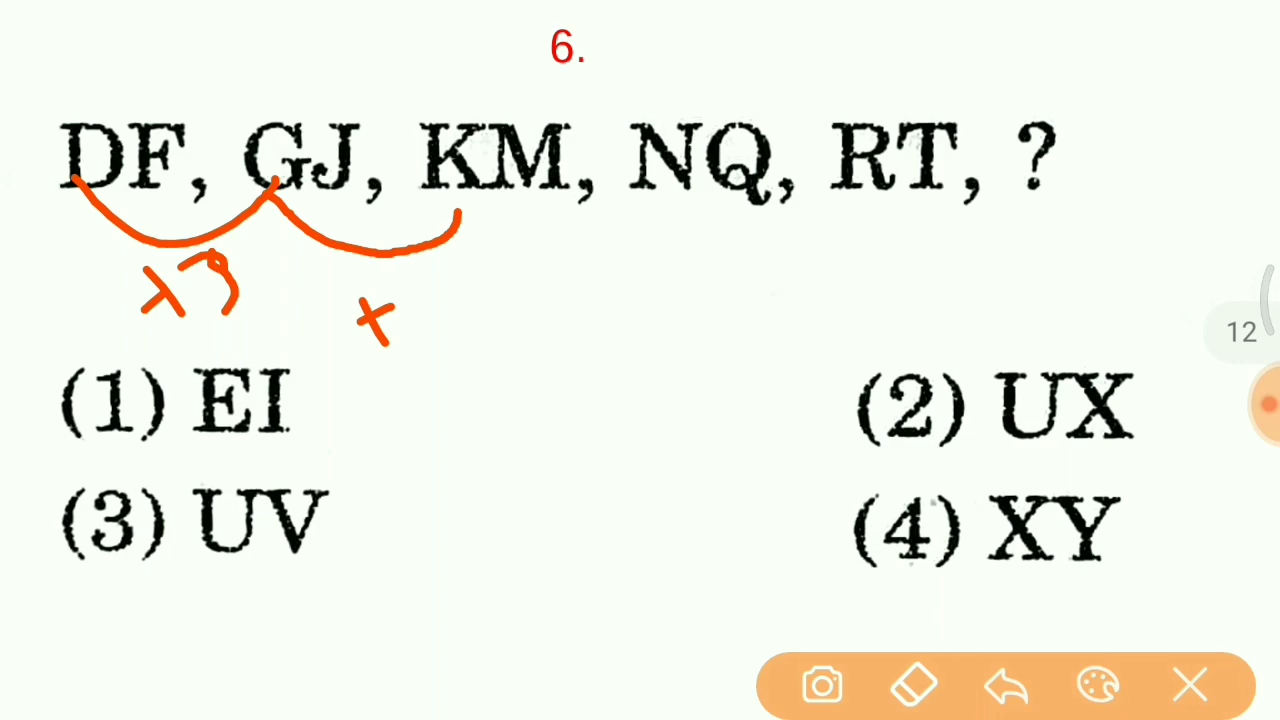 6.
DF, GJ, KM, NQ, RT, ?
+3
+
12
(1) EI
(2) UX
(3) UV
(4) XY